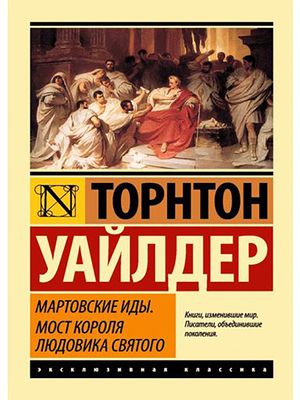 N
ТОРНТОН
УАЙЛДЕР
МАРТОВСКИЕ ИДЫ.
МОСТ КОРОЛЯ
ЛЮДОВИКА СВЯТОГО
Книги, изменившие мир.
Писатели, объединившие
поколения.
эксклюзивная классика